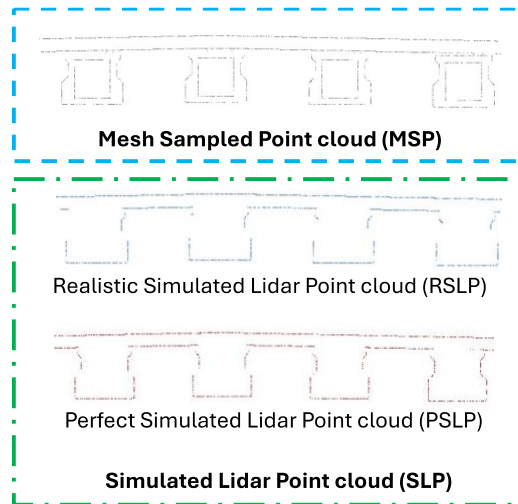 Mesh Sampled Point cloud (MSP)
Realistic Simulated Lidar Point cloud (RSLP)
Perfect Simulated Lidar Point cloud (PSLP)
Simulated Lidar Point cloud (SLP)